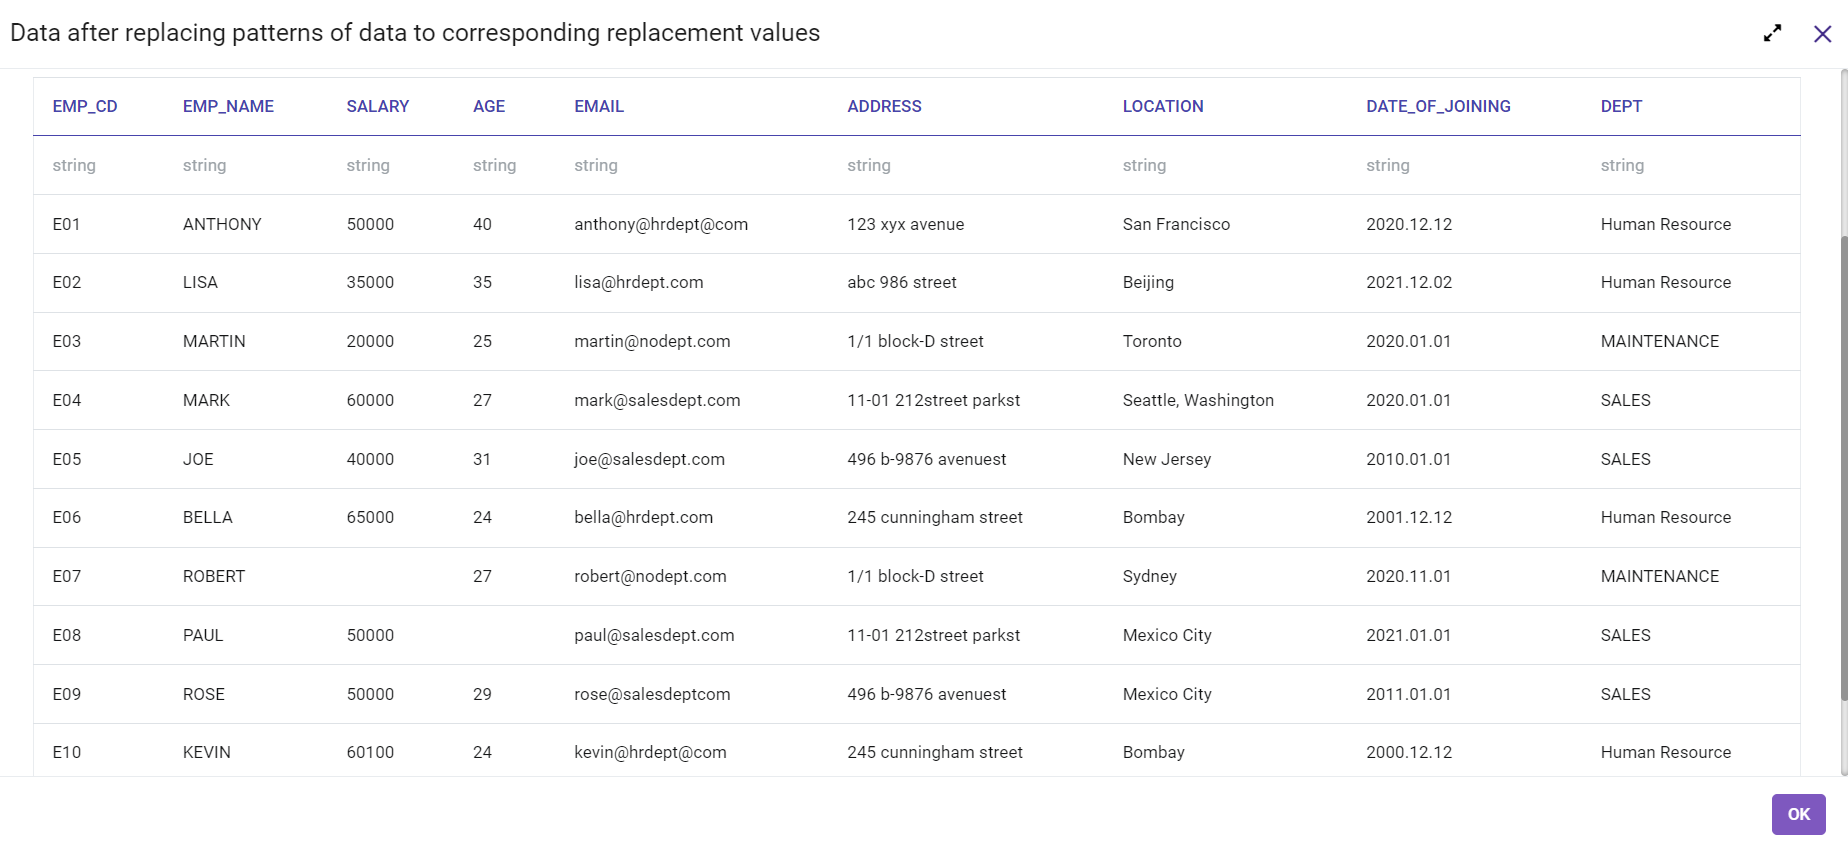 Data after replacing patterns of data to corresponding replacement values
EMP_CD EMP_NAME SALARY AGE EMAIL ADDRESS LOCATION DATE_OF_JOINING DEPT
string string string string string string string string string
E01 ANTHONY 50000 40 anthony@hrdept@com 123 xyx avenue San Francisco 2020.12.12 Human Resource
E02 LISA 35000 35 lisa@hrdept.com abc 986 street Beijing 2021.12.02 Human Resource
E03 MARTIN 20000 25 martin@nodept.com 1/1 block-D street Toronto 2020.01.01 MAINTENANCE
E04 MARK 60000 27 mark@salesdept.com 11-01 212street parkst Seattle, Washington 2020.01.01 SALES
E05 JOE 40000 31 joe@salesdept.com 496 b-9876 avenuest New Jersey 2010.01.01 SALES
E06 BELLA 65000 24 bella@hrdept.com 245 cunningham street Bombay 2001.12.12 Human Resource
E07 ROBERT 27 robert@nodept.com 1/1 block-D street Sydney 2020.11.01 MAINTENANCE
E08 PAUL 50000 paul@salesdept.com 11-01 212street parkst Mexico City 2021.01.01 SALES
E09 ROSE 50000 29 rose@salesdeptcom 496 b-9876 avenuest Mexico City 2011.01.01 SALES
E10 KEVIN 60100 24 kevin@hrdept@com 245 cunningham street Bombay 2000.12.12 Human Resource
OK